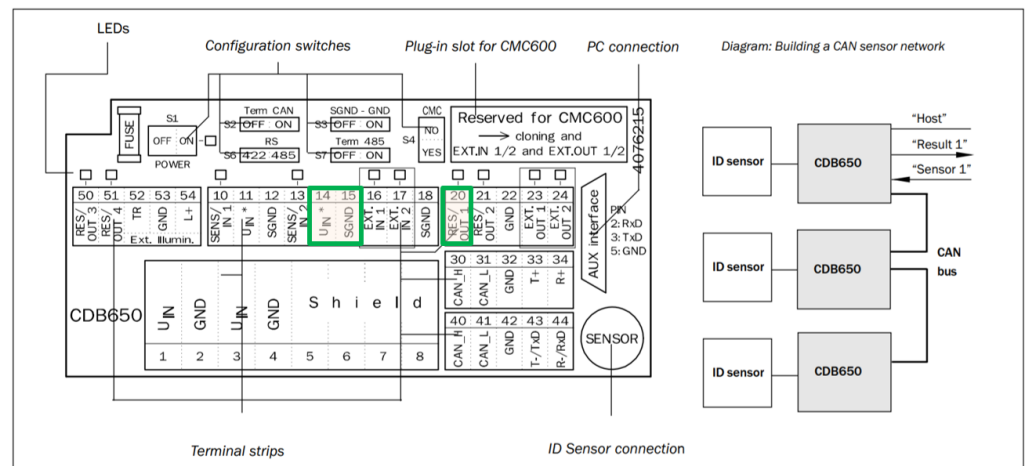 LEDs
Configuration switches
Plug-in slot for CMC600
PC connection
Diagram: Building a CAN sensor network
FUSE
S1
OFF ON
POWER
Term CAN
S2 OFF ON
RS
S6 422 485
SGND - GND
S3 OFF ON
Term 485
S7 OFF ON
CMC
S4
NO
YES
Reserved for CMC600
cloning and
EXT.IN 1/2 and EXT.OUT 1/2
4076215
50 51 52 53 54
RES/ OUT 3
RES/ OUT 4
TR
GND
L+
Ext. Illumin.
10 11 12 13 14 15 16 17 18
SENS/ IN 1
UIN *
SGND
SENS/ IN 2
UIN *
SGND
EXT. IN 1
EXT. IN 2
SGND
20 21 22 23 24
RES/ OUT 1
RES/ OUT 2
GND
EXT. OUT 1
EXT. OUT 2
AUX interface
PIN
2: RxD
3: TxD
5: GND
30 31 32 33 34
CAN_H
CAN_L
GND
T+
R+
40 41 42 43 44
CAN_H
CAN_L
GND
T-/TxD
R-/RxD
SENSOR
CDB650
UIN
GND
UIN
GND
Shield
1 2 3 4 5 6 7 8
Terminal strips
ID Sensor connection
ID sensor
CDB650
"Host"
"Result 1"
"Sensor 1"
ID sensor
CDB650
CAN
bus
ID sensor
CDB650